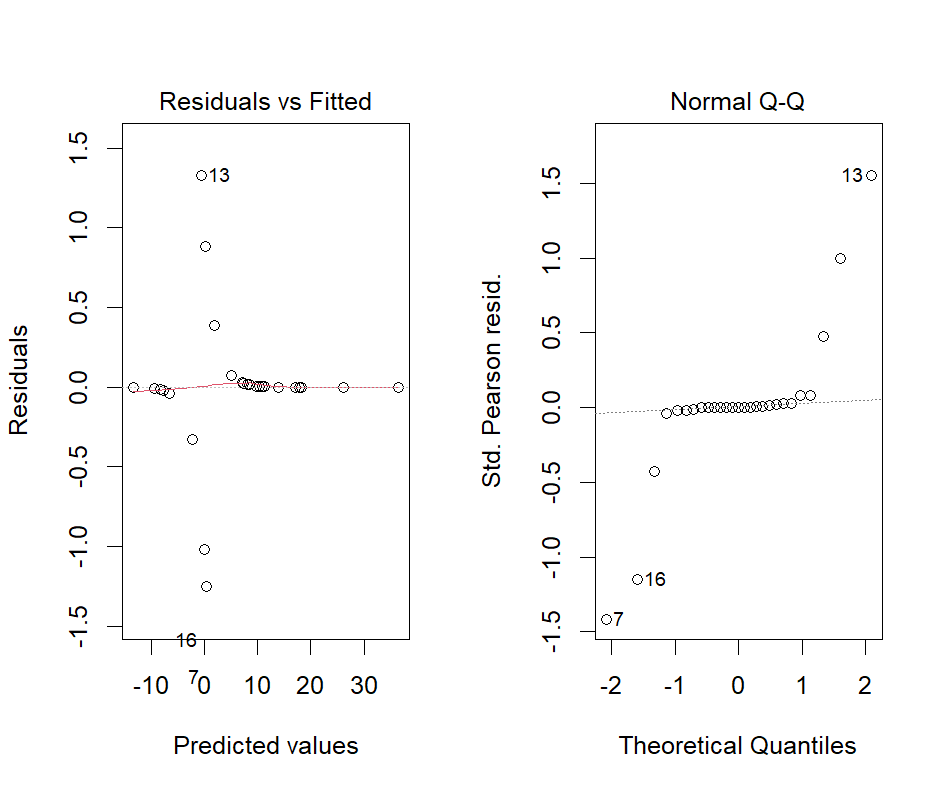 Residuals vs Fitted
Residuals
1.5
1.0
0.5
0.0
-0.5
-1.0
-1.5
13
16
7
-10 0 10 20 30
Predicted values
Normal Q-Q
Std. Pearson resid.
1.5
1.0
0.5
0.0
-0.5
-1.0
-1.5
13
16
7
-2 -1 0 1 2
Theoretical Quantiles